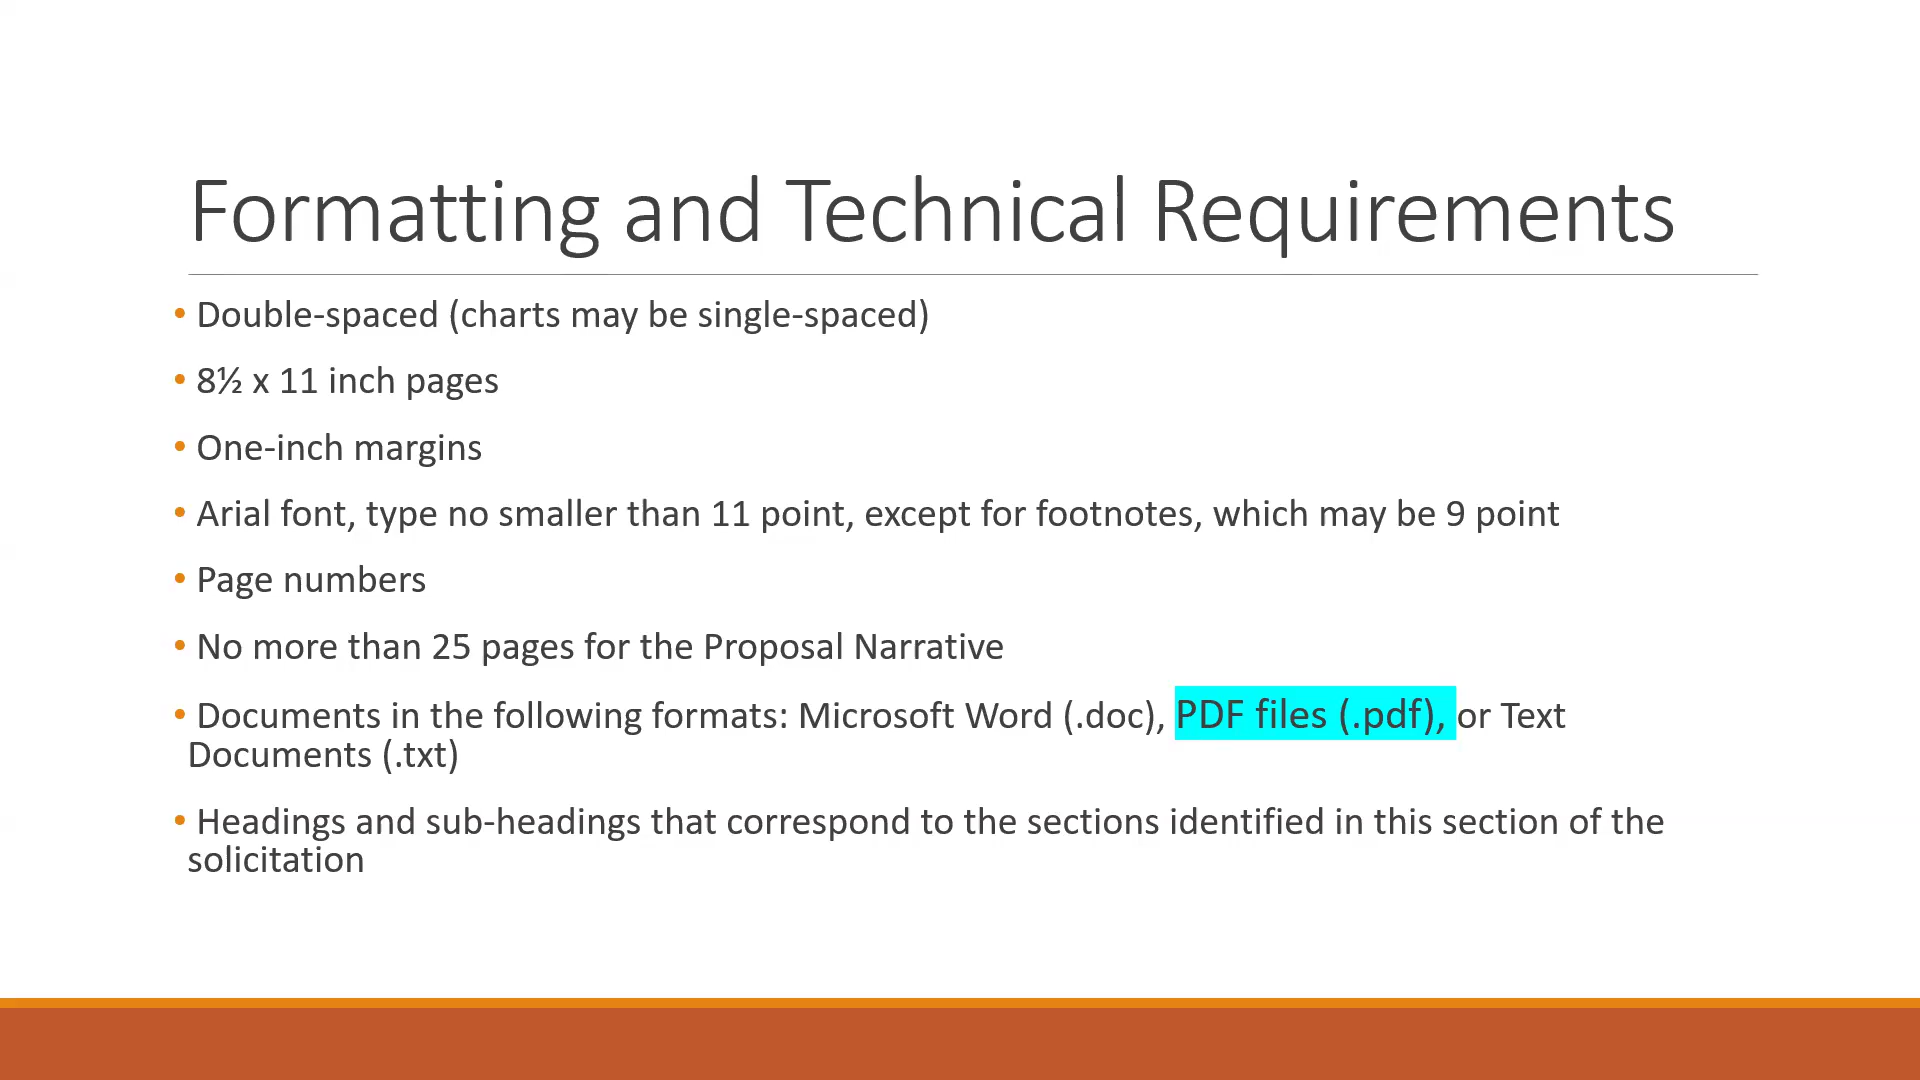 Formatting and Technical Requirements
• Double-spaced (charts may be single-spaced)
• 8½ x 11 inch pages
• One-inch margins
• Arial font, type no smaller than 11 point, except for footnotes, which may be 9 point
• Page numbers
• No more than 25 pages for the Proposal Narrative
• Documents in the following formats: Microsoft Word (.doc), PDF files (.pdf), or Text
Documents (.txt)
• Headings and sub-headings that correspond to the sections identified in this section of the
solicitation